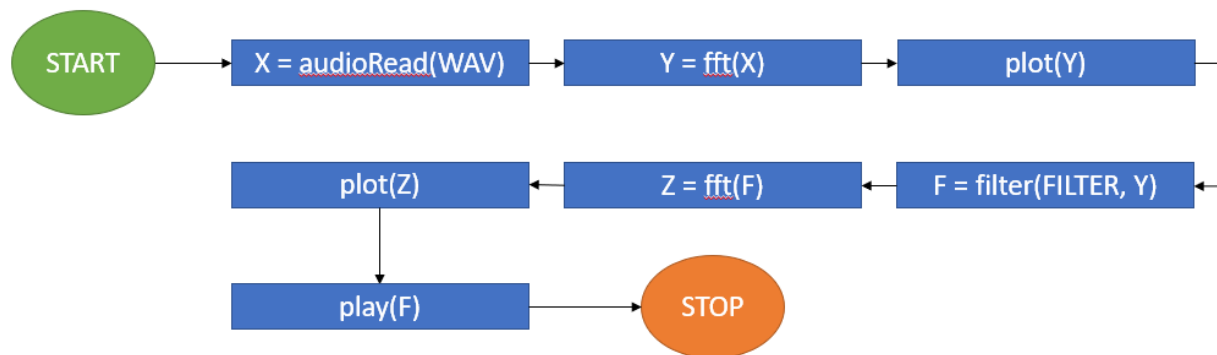 START
X = audioRead(WAV)
Y = fft(X)
plot(Y)
F = filter(FILTER, Y)
Z = fft(F)
plot(Z)
play(F)
STOP